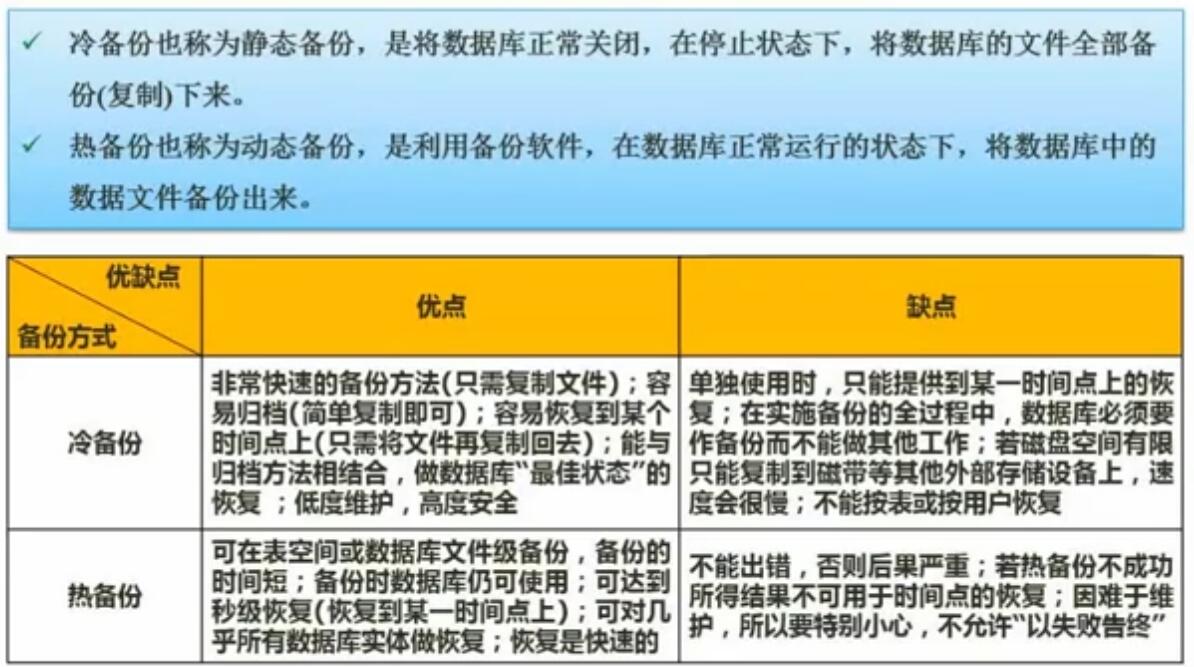 ✓ 冷备份也称为静态备份，是将数据库正常关闭，在停止状态下，将数据库的文件全部备
份(复制)下来。
✓ 热备份也称为动态备份，是利用备份软件，在数据库正常运行的状态下，将数据库中的
数据文件备份出来。
优缺点
备份方式
优点
缺点
冷备份
非常快速的备份方法(只需复制文件)；容
易归档(简单复制即可)；容易恢复到某个
时间点上(只需将文件再复制回去)；能与
归档方法相结合，做数据库“最佳状态”的
恢复 ；低度维护，高度安全
单独使用时，只能提供到某一时间点上的恢
复；在实施备份的全过程中，数据库必须要
作备份而不能做其他工作；若磁盘空间有限
只能复制到磁带等其他外部存储设备上，速
度会很慢；不能按表或按用户恢复
热备份
可在表空间或数据库文件级备份，备份的
时间短；备份时数据库仍可使用；可达到
秒级恢复(恢复到某一时间点上)；可对几
乎所有数据库实体做恢复；恢复是快速的
不能出错，否则后果严重；若热备份不成功
所得结果不可用于时间点的恢复；因难于维
护，所以要特别小心，不允许“以失败告终”